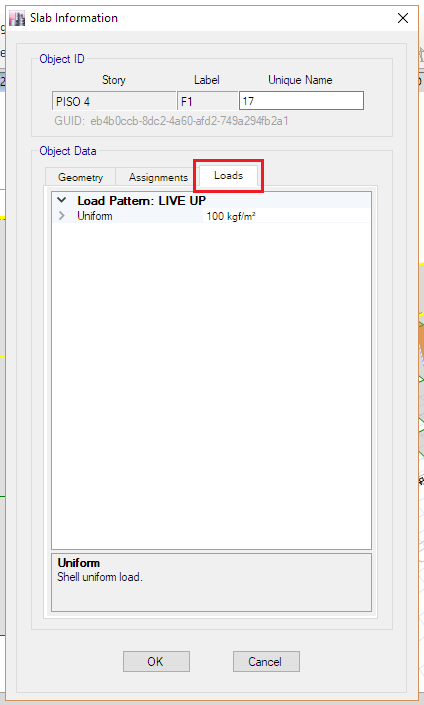 Slab Information
Object ID
Story Label Unique Name
PISO 4 F1 17
GUID: eb4b0ccb-8dc2-4a60-afd2-749a294fb2a1
Object Data
Geometry Assignments Loads
Load Pattern: LIVE UP
Uniform 100 kgf/m²
Uniform
Shell uniform load.
OK Cancel